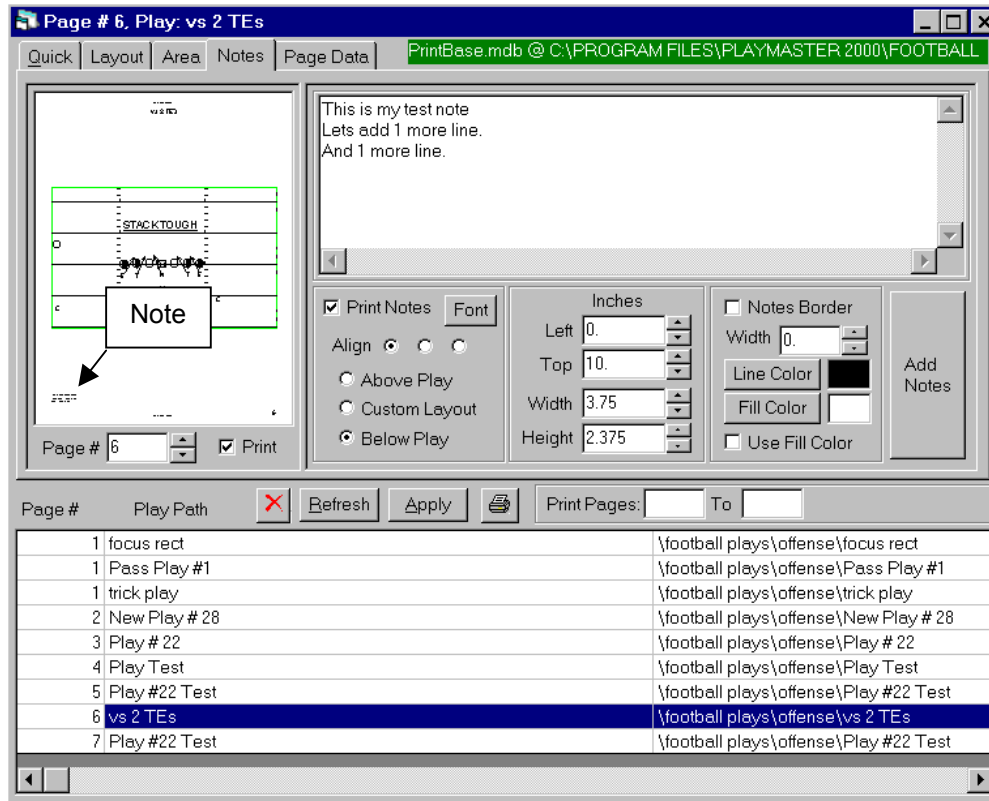 Page # 6, Play: vs 2 TEs
Quick Layout Area Notes Page Data
PrintBase.mdb @ C:\PROGRAM FILES\PLAYMASTER 2000\FOOTBALL
vs 2 TEs
STACK TOUGH
O
c
c
Note
6
Page # 6
Print
This is my test note
Lets add 1 more line.
And 1 more line.
Print Notes Font
Align
Above Play
Custom Layout
Below Play
Inches
Left 0.
Top 10.
Width 3.75
Height 2.375
Notes Border
Width 0.
Line Color
Fill Color
Use Fill Color
Add
Notes
Page # Play Path Refresh Apply Print Pages: To
1 focus rect \football plays\offense\focus rect
1 Pass Play #1 \football plays\offense\Pass Play #1
1 trick play \football plays\offense\trick play
2 New Play # 28 \football plays\offense\New Play # 28
3 Play # 22 \football plays\offense\Play # 22
4 Play Test \football plays\offense\Play Test
5 Play #22 Test \football plays\offense\Play #22 Test
6 vs 2 TEs \football plays\offense\vs 2 TEs
7 Play #22 Test \football plays\offense\Play #22 Test